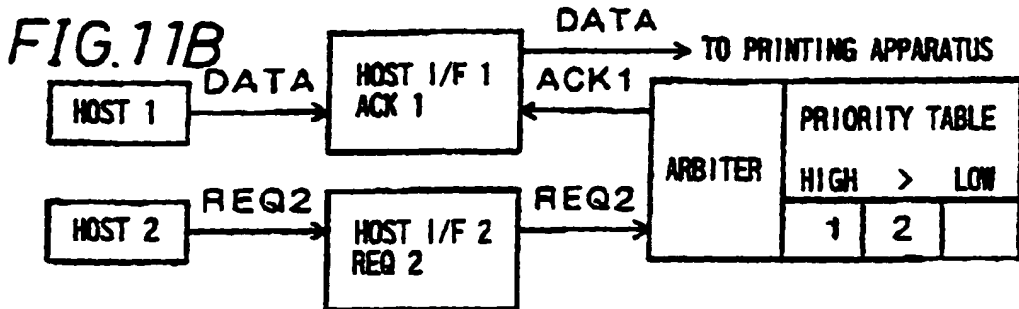 FIG.11B
DATA
TO PRINTING APPARATUS
HOST 1
DATA
HOST I/F 1
ACK 1
ACK1
ARBITER
PRIORITY TABLE
HIGH > LOW
1 2
HOST 2
REQ2
HOST I/F 2
REQ 2
REQ2